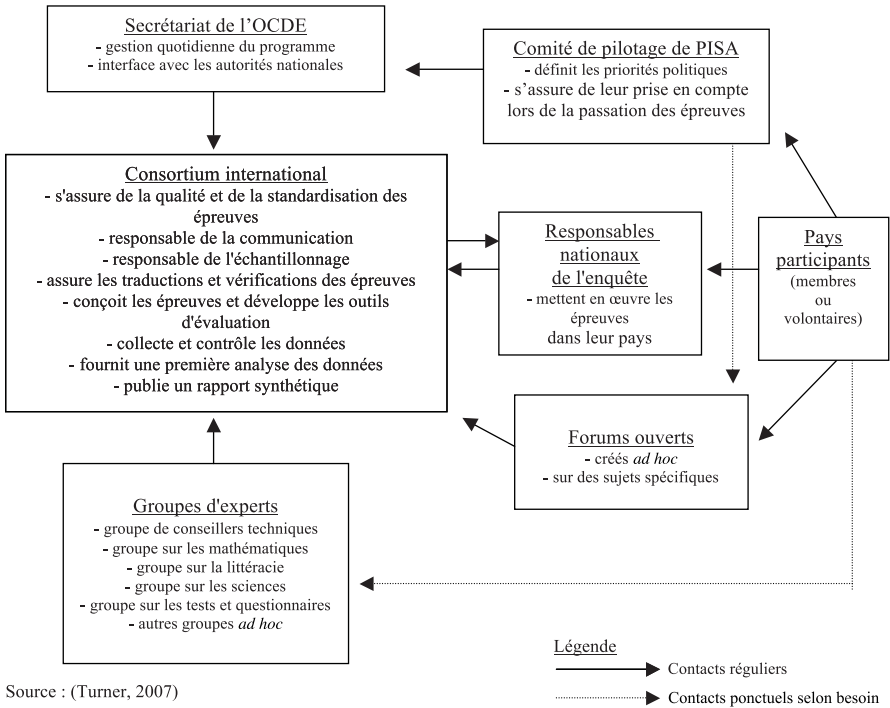 Secrétariat de l’OCDE
- gestion quotidienne du programme
- interface avec les autorités nationales
Comité de pilotage de PISA
- définit les priorités politiques
- s’assure de leur prise en compte
lors de la passation des épreuves
Consortium international
- s'assure de la qualité et de la standardisation des
épreuves
- responsable de la communication
- responsable de l'échantillonnage
- assure les traductions et vérifications des épreuves
- conçoit les épreuves et développe les outils
d'évaluation
- collecte et contrôle les données
- fournit une première analyse des données
- publie un rapport synthétique
Responsables
nationaux
de l'enquête
- mettent en œuvre les
épreuves
dans leur pays
Pays
participants
(membres
ou
volontaires)
Forums ouverts
- créés ad hoc
- sur des sujets spécifiques
Groupes d'experts
- groupe de conseillers techniques
- groupe sur les mathématiques
- groupe sur la littéracie
- groupe sur les sciences
- groupe sur les tests et questionnaires
- autres groupes ad hoc
Légende
Contacts réguliers
Contacts ponctuels selon besoin
Source : (Turner, 2007)